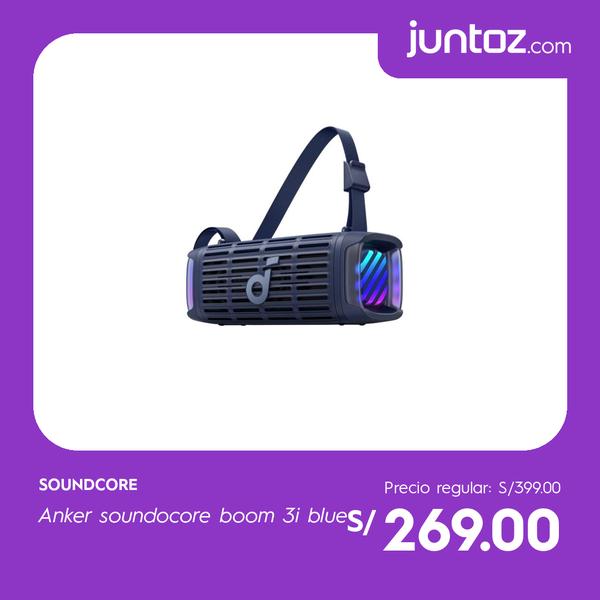 juntoz.com
SOUNDCORE
Anker soundocore boom 3i blue
Precio regular: S/399.00
S/ 269.00